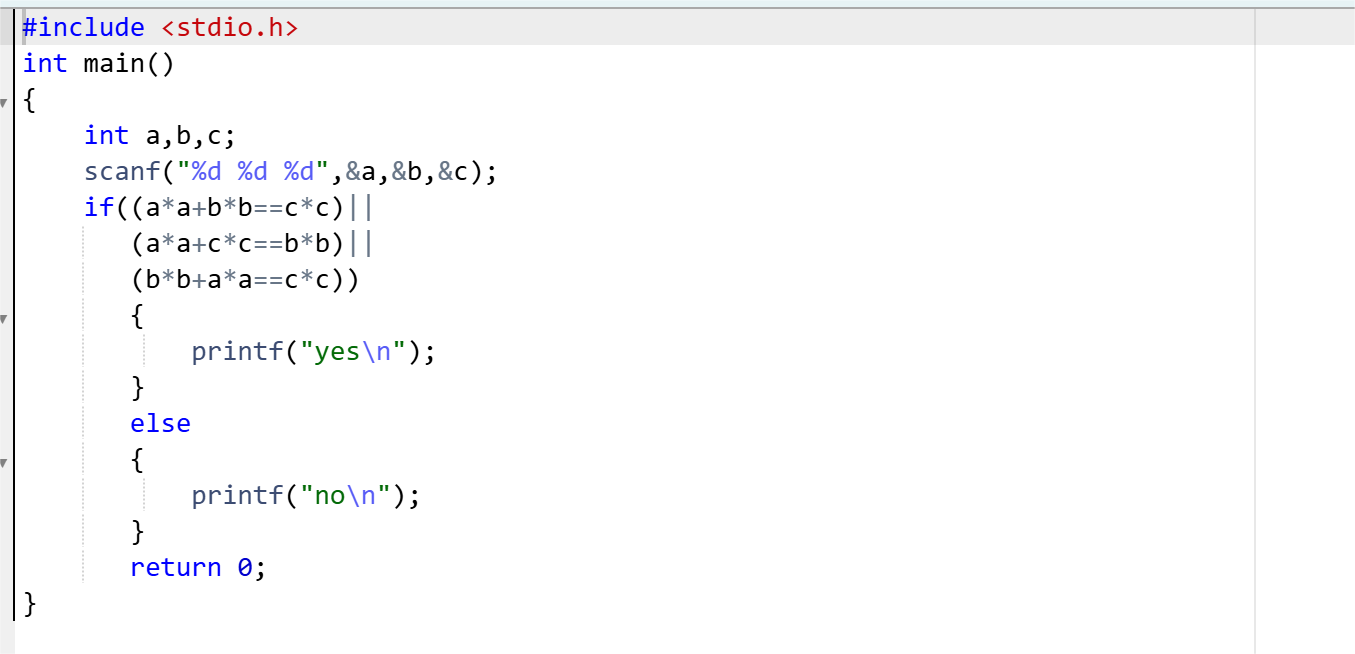 #include <stdio.h>
int main()
{
    int a,b,c;
    scanf("%d %d %d",&a,&b,&c);
    if((a*a+b*b==c*c)||
       (a*a+c*c==b*b)||
       (b*b+a*a==c*c))
       {
           printf("yes\n");
       }
       else
       {
           printf("no\n");
       }
       return 0;
}